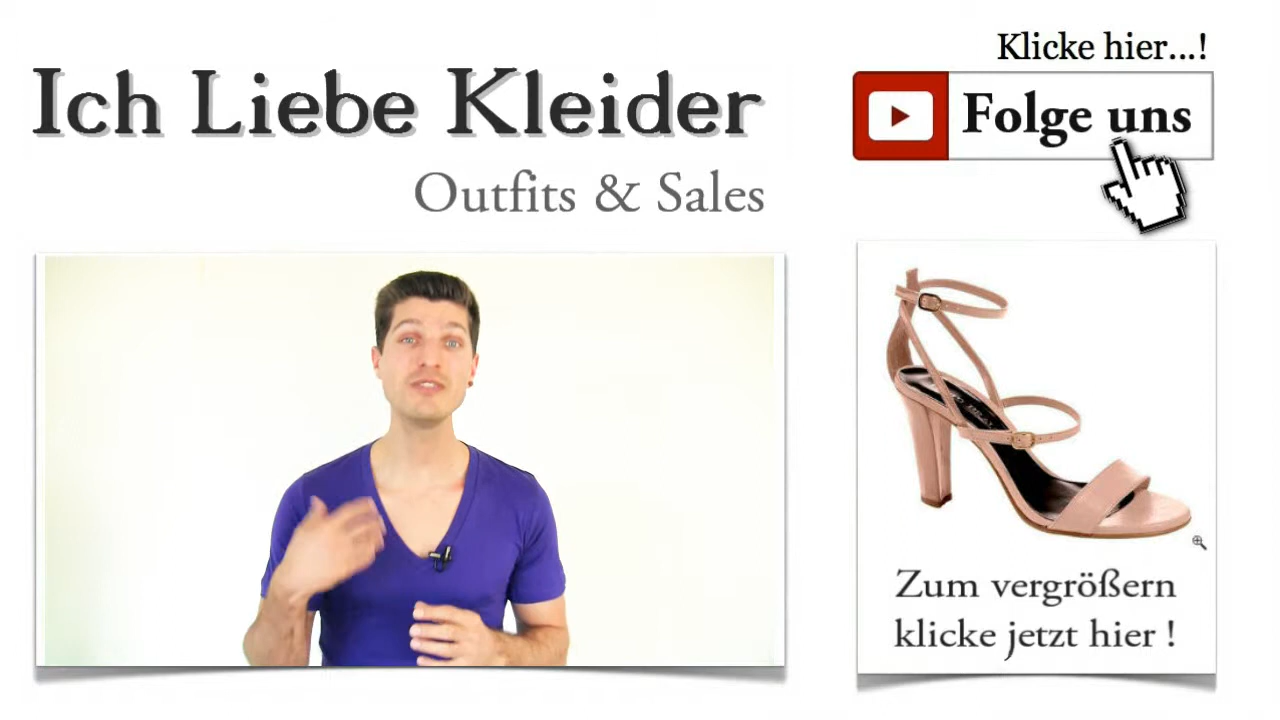 Ich Liebe Kleider
Outfits & Sales
Klicke hier...!
Folge uns
Zum vergrößern
klicke jetzt hier !